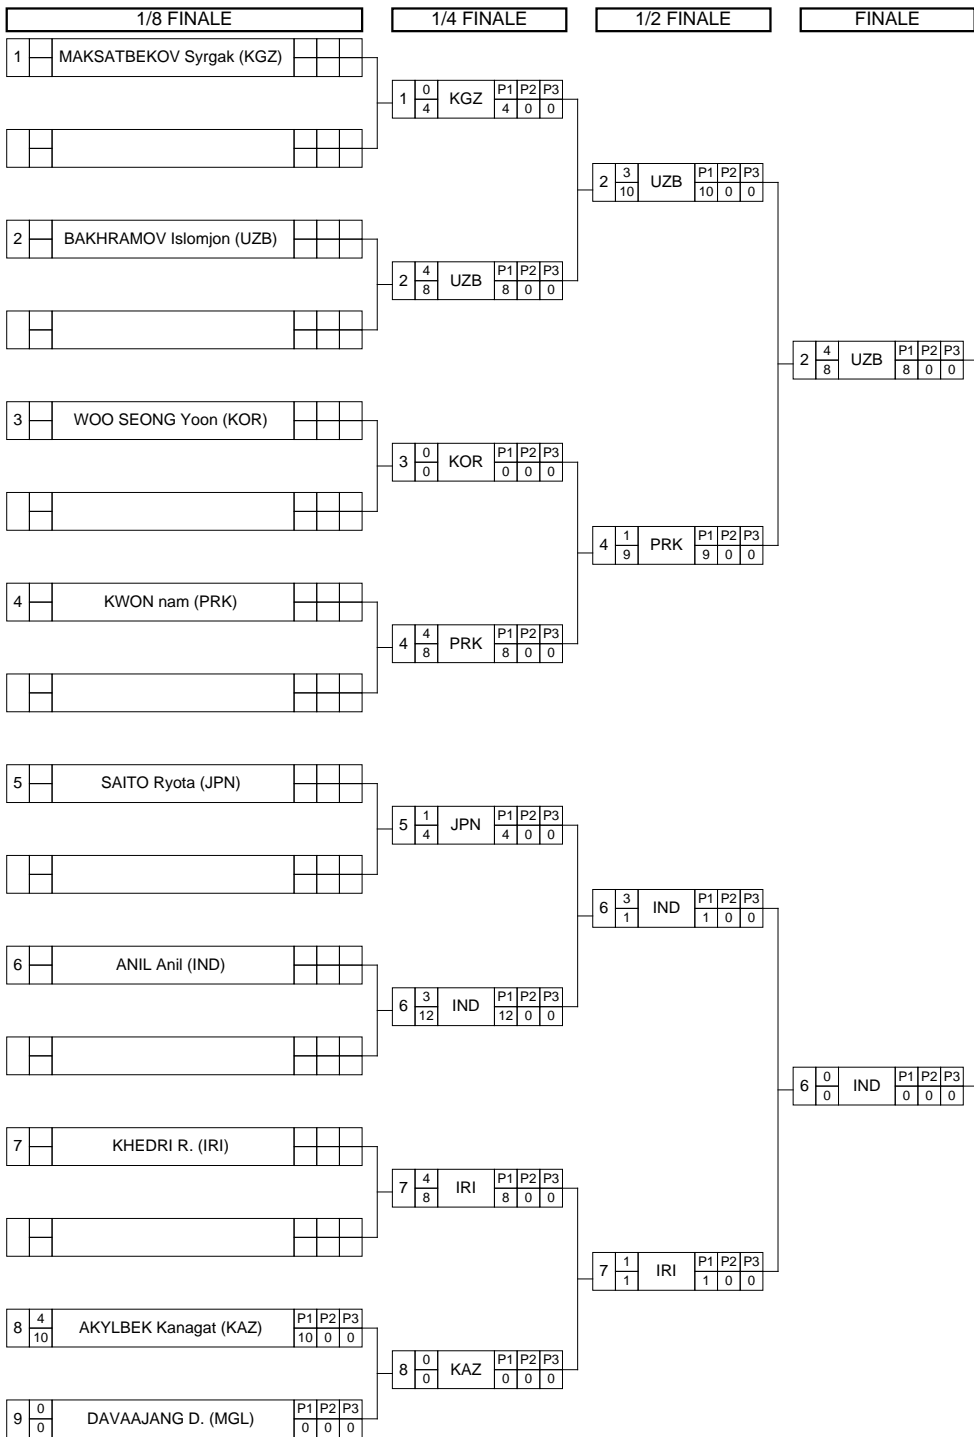 1/8 FINALE 1/4 FINALE 1/2 FINALE FINALE
1 MAKSATBEKOV Syrgak (KGZ)
1 0 4 KGZ P1 P2 P3 4 0 0
2 3 10 UZB P1 P2 P3 10 0 0
2 BAKHRAMOV Islomjon (UZB)
2 4 8 UZB P1 P2 P3 8 0 0
2 4 8 UZB P1 P2 P3 8 0 0
3 WOO SEONG Yoon (KOR)
3 0 0 KOR P1 P2 P3 0 0 0
4 1 9 PRK P1 P2 P3 9 0 0
4 KWON nam (PRK)
4 4 8 PRK P1 P2 P3 8 0 0
5 SAITO Ryota (JPN)
5 1 4 JPN P1 P2 P3 4 0 0
6 3 1 IND P1 P2 P3 1 0 0
6 ANIL Anil (IND)
6 3 12 IND P1 P2 P3 12 0 0
6 0 0 IND P1 P2 P3 0 0 0
7 KHEDRI R. (IRI)
7 4 8 IRI P1 P2 P3 8 0 0
7 1 1 IRI P1 P2 P3 1 0 0
8 4 10 AKYLBEK Kanagat (KAZ) P1 P2 P3 10 0 0
8 0 0 KAZ P1 P2 P3 0 0 0
9 0 0 DAVAAJANG D. (MGL) P1 P2 P3 0 0 0